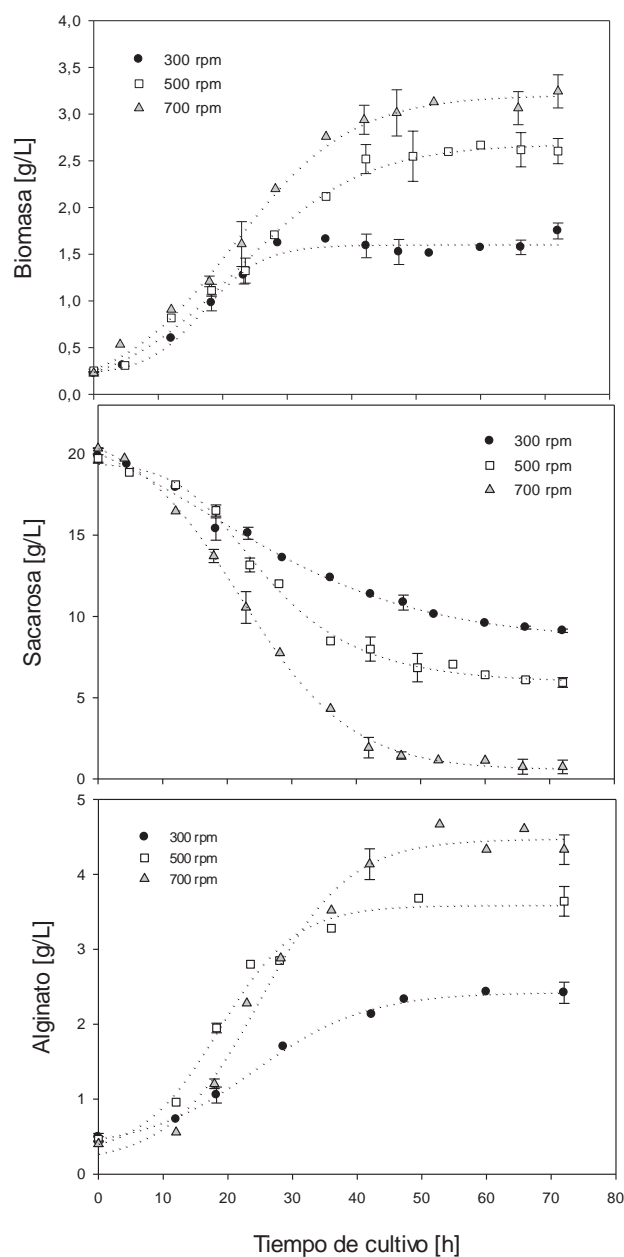 4,0
3,5
3,0
2,5
2,0
1,5
1,0
0,5
0,0
Biomasa [g/L]
300 rpm
500 rpm
700 rpm
20
15
10
5
0
Sacarosa [g/L]
300 rpm
500 rpm
700 rpm
5
4
3
2
1
0
Alginato [g/L]
300 rpm
500 rpm
700 rpm
0 10 20 30 40 50 60 70 80
Tiempo de cultivo [h]